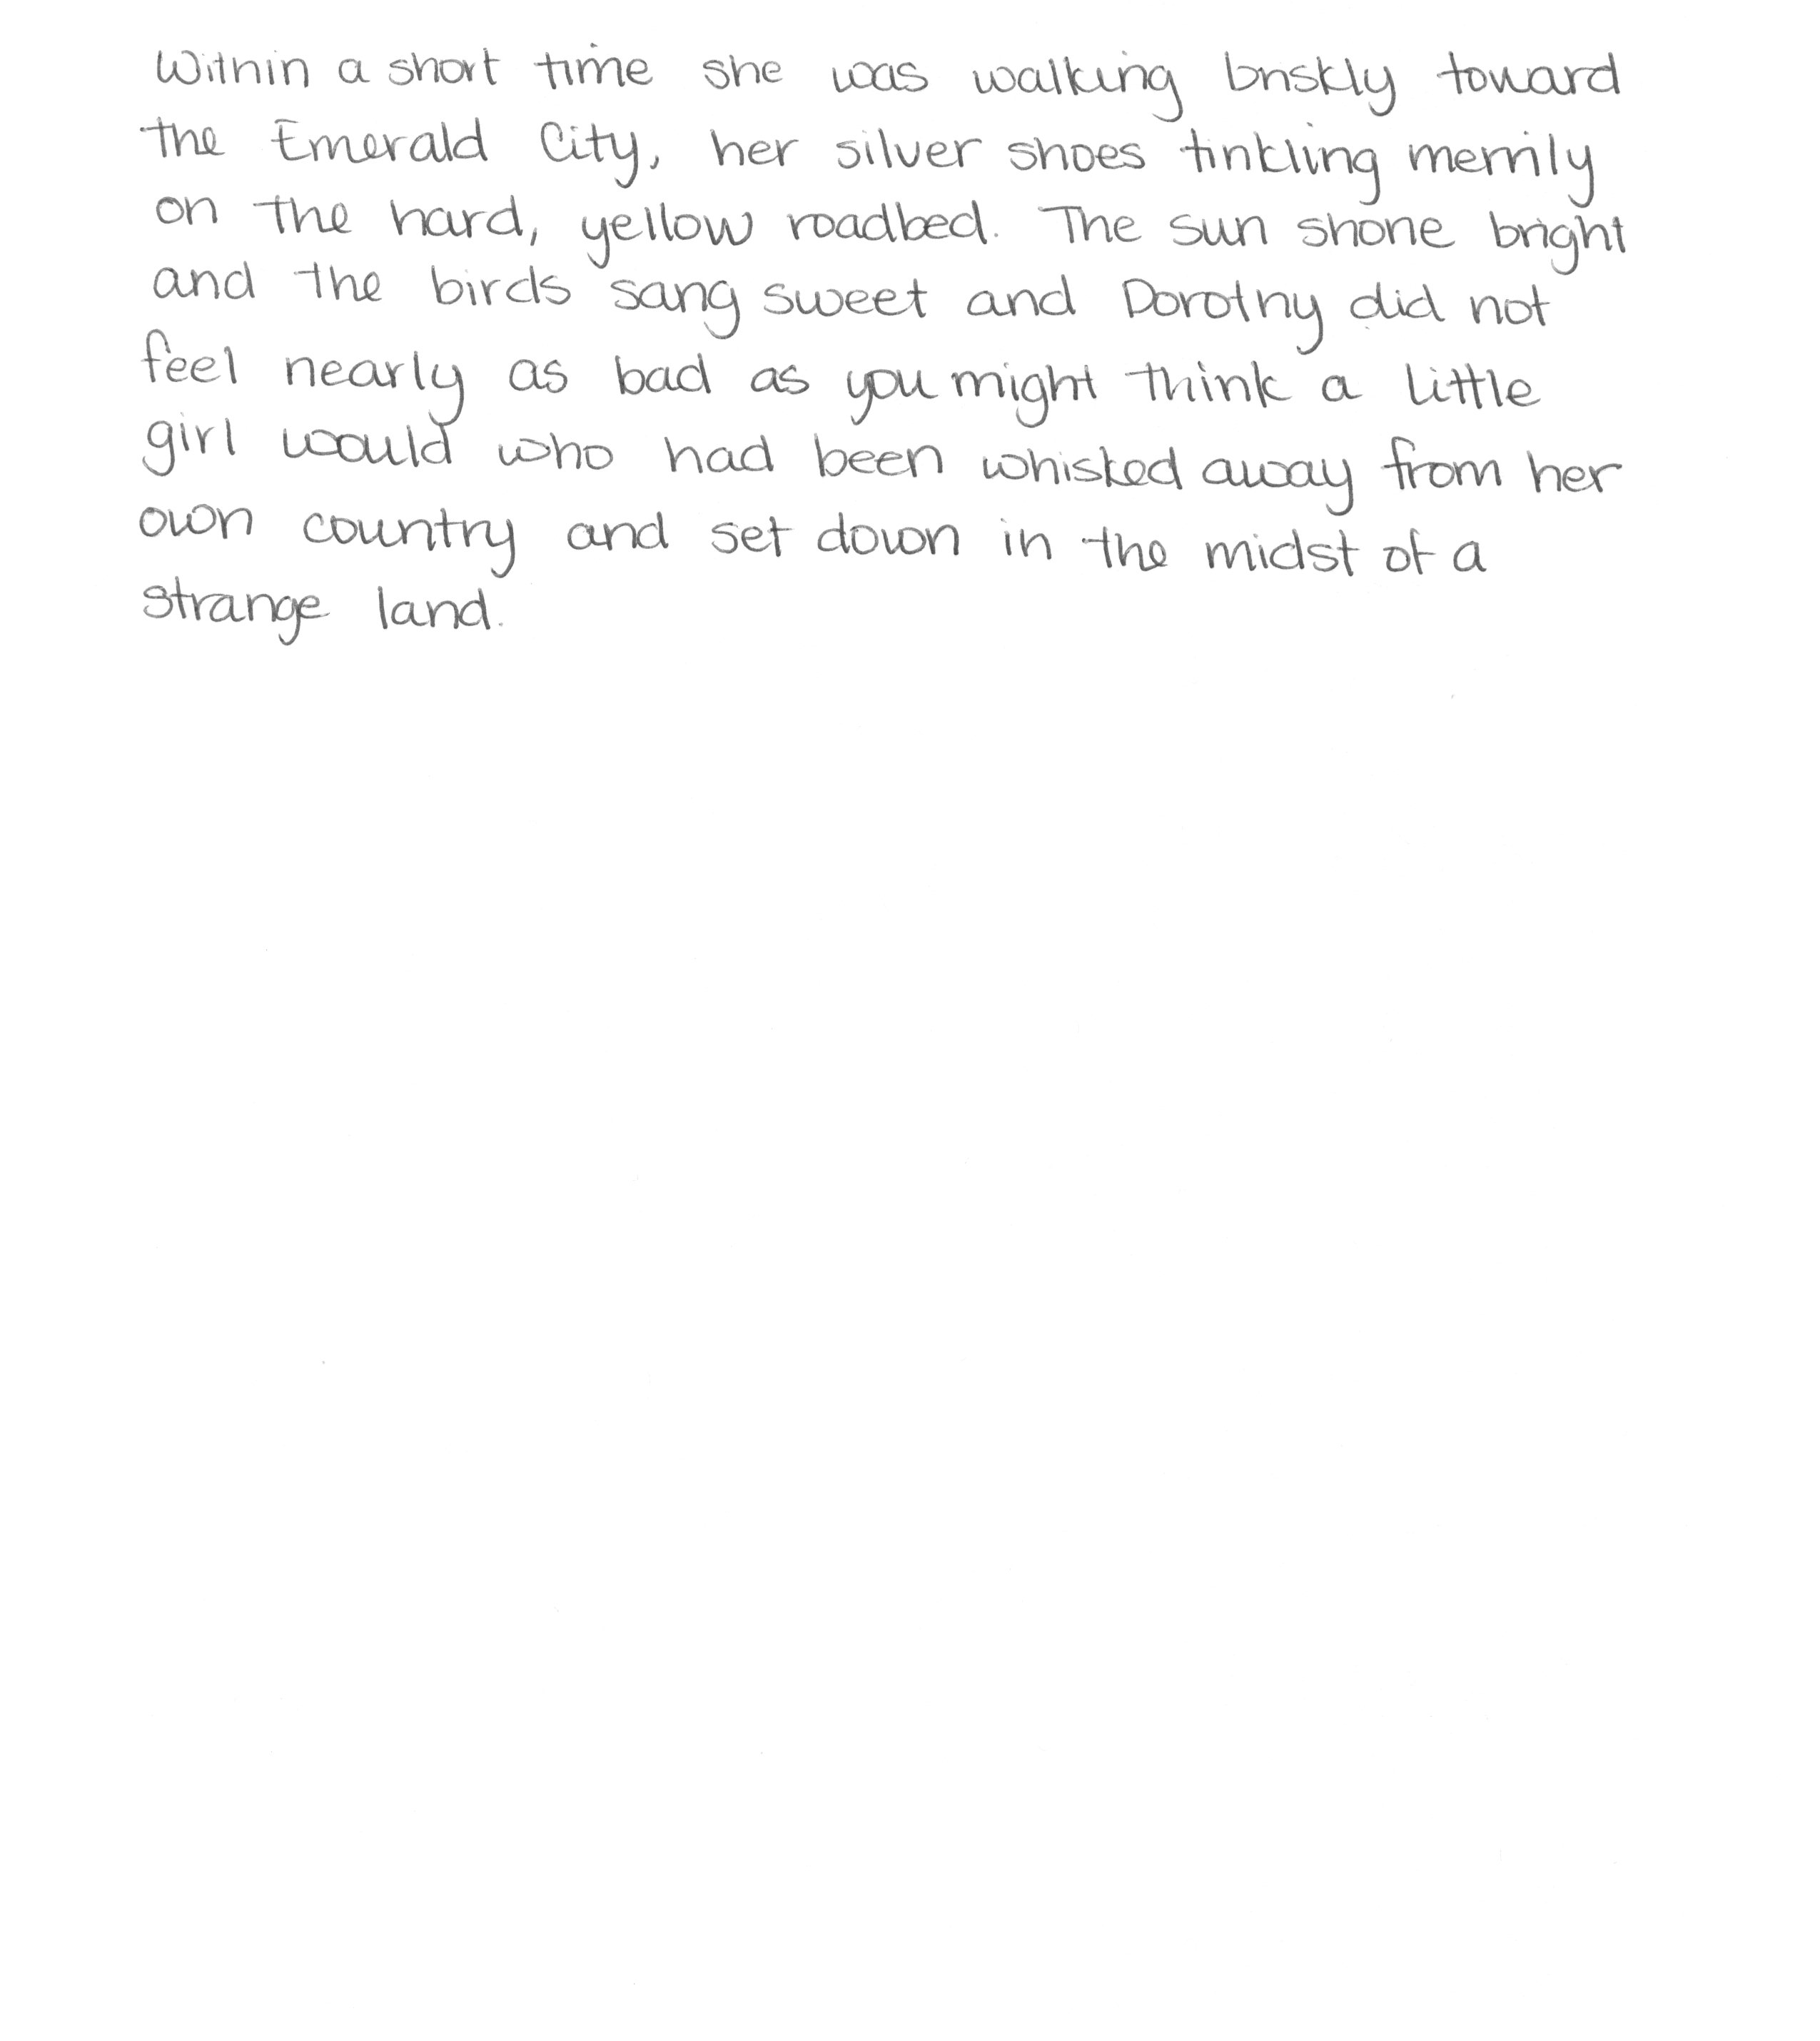 Within a short time she was walking briskly toward
the Emerald City, her silver shoes tinkling merrily
on the hard, yellow roadbed. The sun shone bright
and the birds sang sweet and Dorothy did not
feel nearly as bad as you might think a little
girl would who had been whisked away from her
own country and set down in the midst of a
strange land.